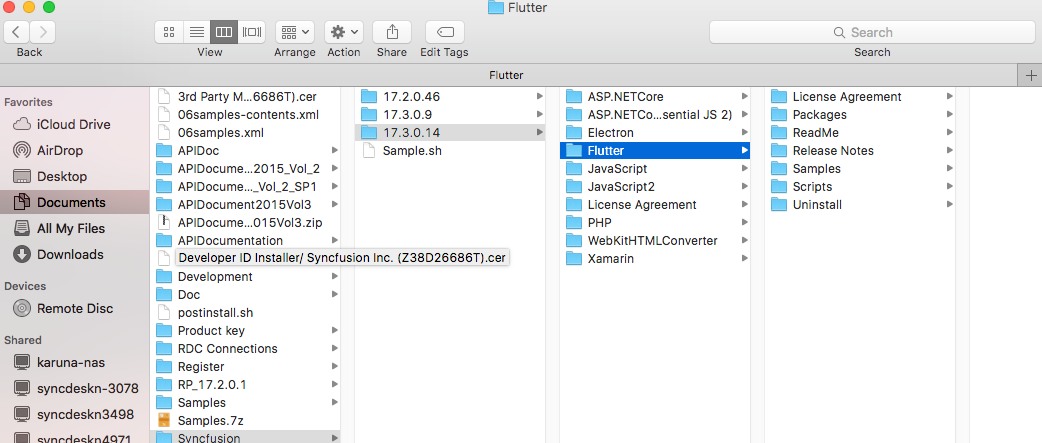 Flutter
Back
View
Arrange
Action
Share
Edit Tags
Search
Search
Flutter
Favorites
iCloud Drive
AirDrop
Desktop
Documents
All My Files
Downloads
Devices
Remote Disc
Shared
karuna-nas
syncdeskn-3078
syncdeskn3498
syncdeskn4971
3rd Party M...6686T).cer
06samples-contents.xml
06samples.xml
APIDoc
APIDocume...2015_Vol_2
APIDocume..._Vol_2_SP1
APIDocument2015Vol3
APIDocume...015Vol3.zip
APIDocumentation
Developer ID Installer/ Syncfusion Inc. (Z38D26686T).cer
Development
Doc
postinstall.sh
Product key
RDC Connections
Register
RP_17.2.0.1
Samples
Samples.7z
Syncfusion
17.2.0.46
17.3.0.9
17.3.0.14
Sample.sh
ASP.NETCore
ASP.NETCo...sential JS 2)
Electron
Flutter
JavaScript
JavaScript2
License Agreement
PHP
WebKitHTMLConverter
Xamarin
License Agreement
Packages
ReadMe
Release Notes
Samples
Scripts
Uninstall